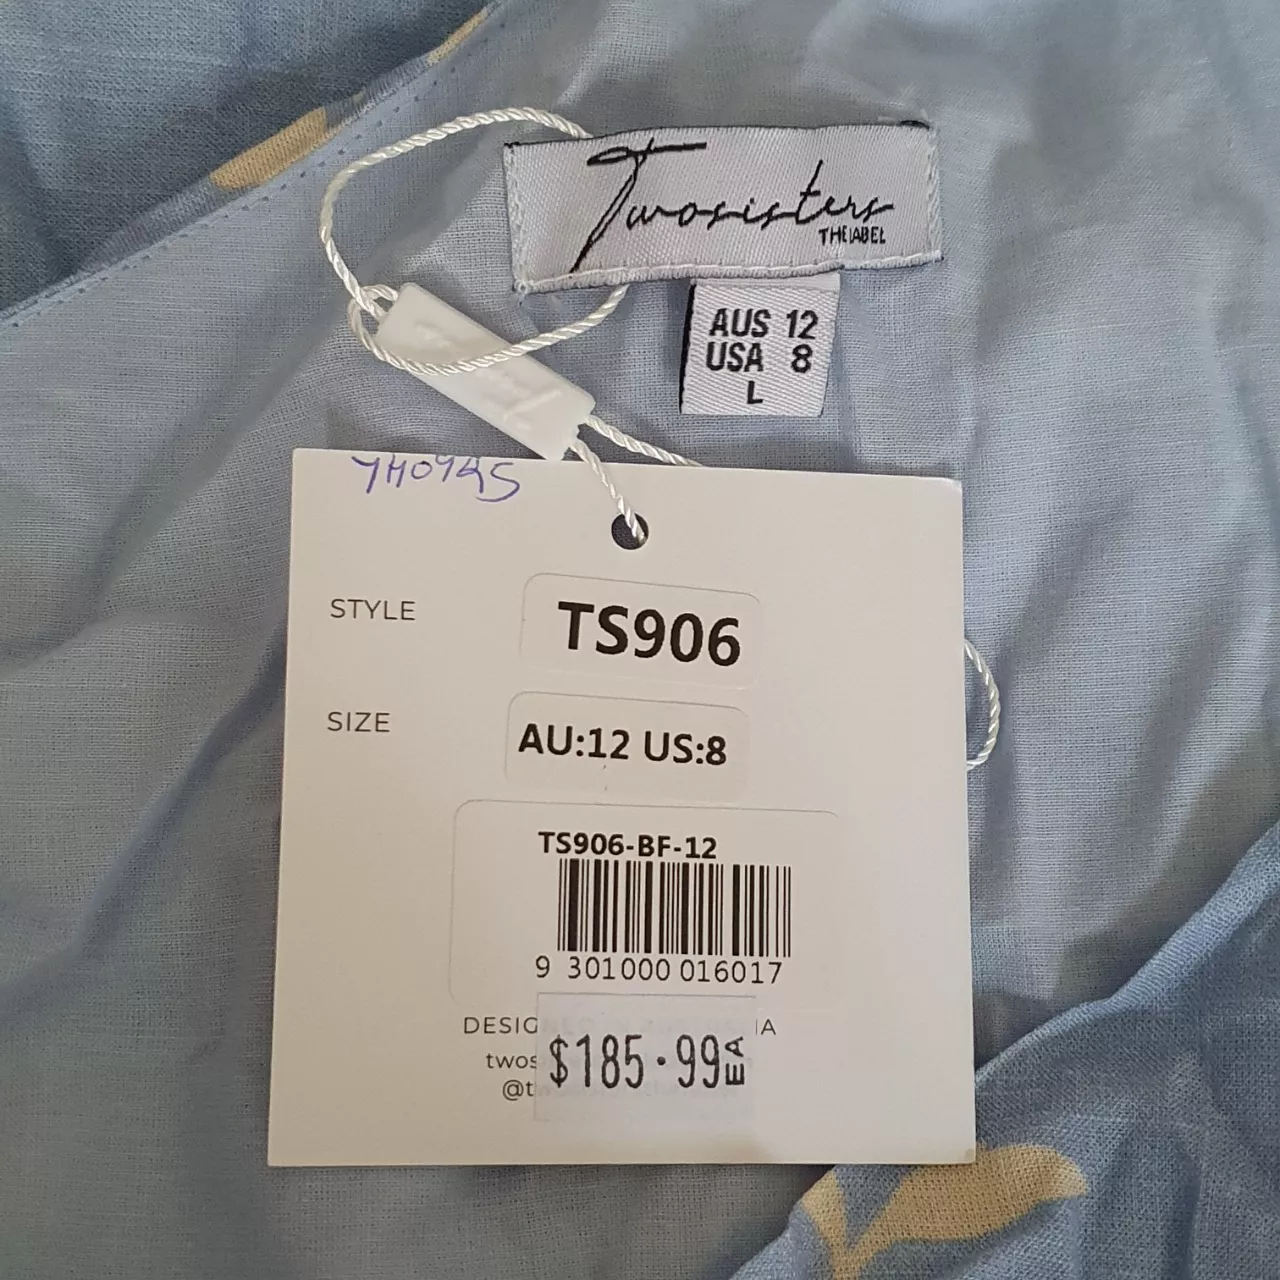 Twosisters
THE LABEL
AUS 12
USA 8
L
STYLE
TS906
SIZE
AU:12 US:8
TS906-BF-12
9 301000 016017
DESIG IA
twos
@t
$185.99 EA